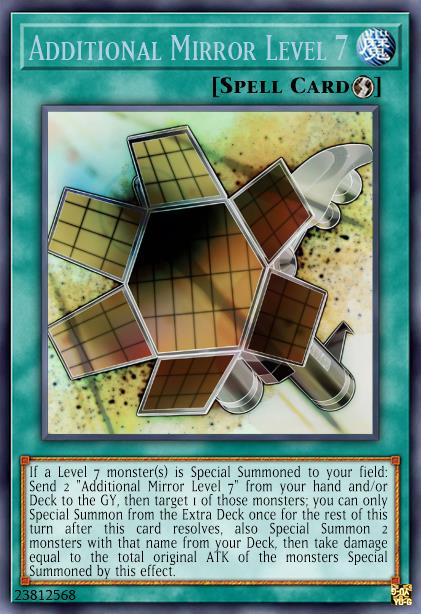 Additional Mirror Level 7
魔
[Spell Card]
If a Level 7 monster(s) is Special Summoned to your field:
Send 2 "Additional Mirror Level 7" from your hand and/or
Deck to the GY, then target 1 of those monsters; you can only
Special Summon from the Extra Deck once for the rest of this
turn after this card resolves, also Special Summon 2
monsters with that name from your Deck, then take damage
equal to the total original ATK of the monsters Special
Summoned by this effect.
23812568